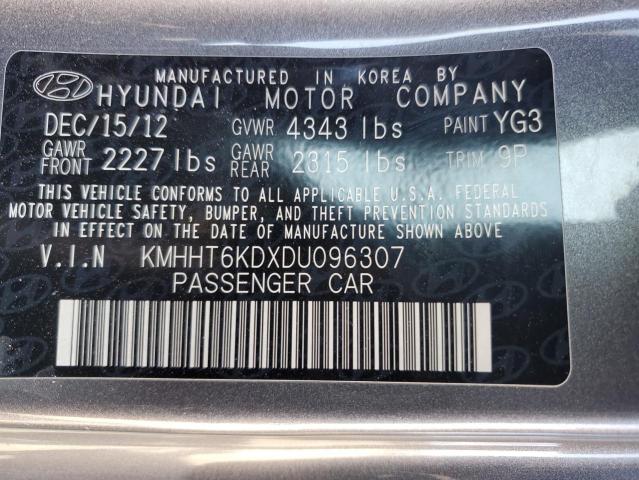 MANUFACTURED IN KOREA BY
HYUNDAI MOTOR COMPANY
DEC/15/12 GVWR 4343 lbs PAINT YG3
GAWR FRONT 2227 lbs GAWR REAR 2315 lbs TRIM 9P
THIS VEHICLE CONFORMS TO ALL APPLICABLE U.S.A. FEDERAL
MOTOR VEHICLE SAFETY, BUMPER, AND THEFT PREVENTION STANDARDS
IN EFFECT ON THE DATE OF MANUFACTURE SHOWN ABOVE.
V.I.N KMHHT6KDXDU096307
PASSENGER CAR